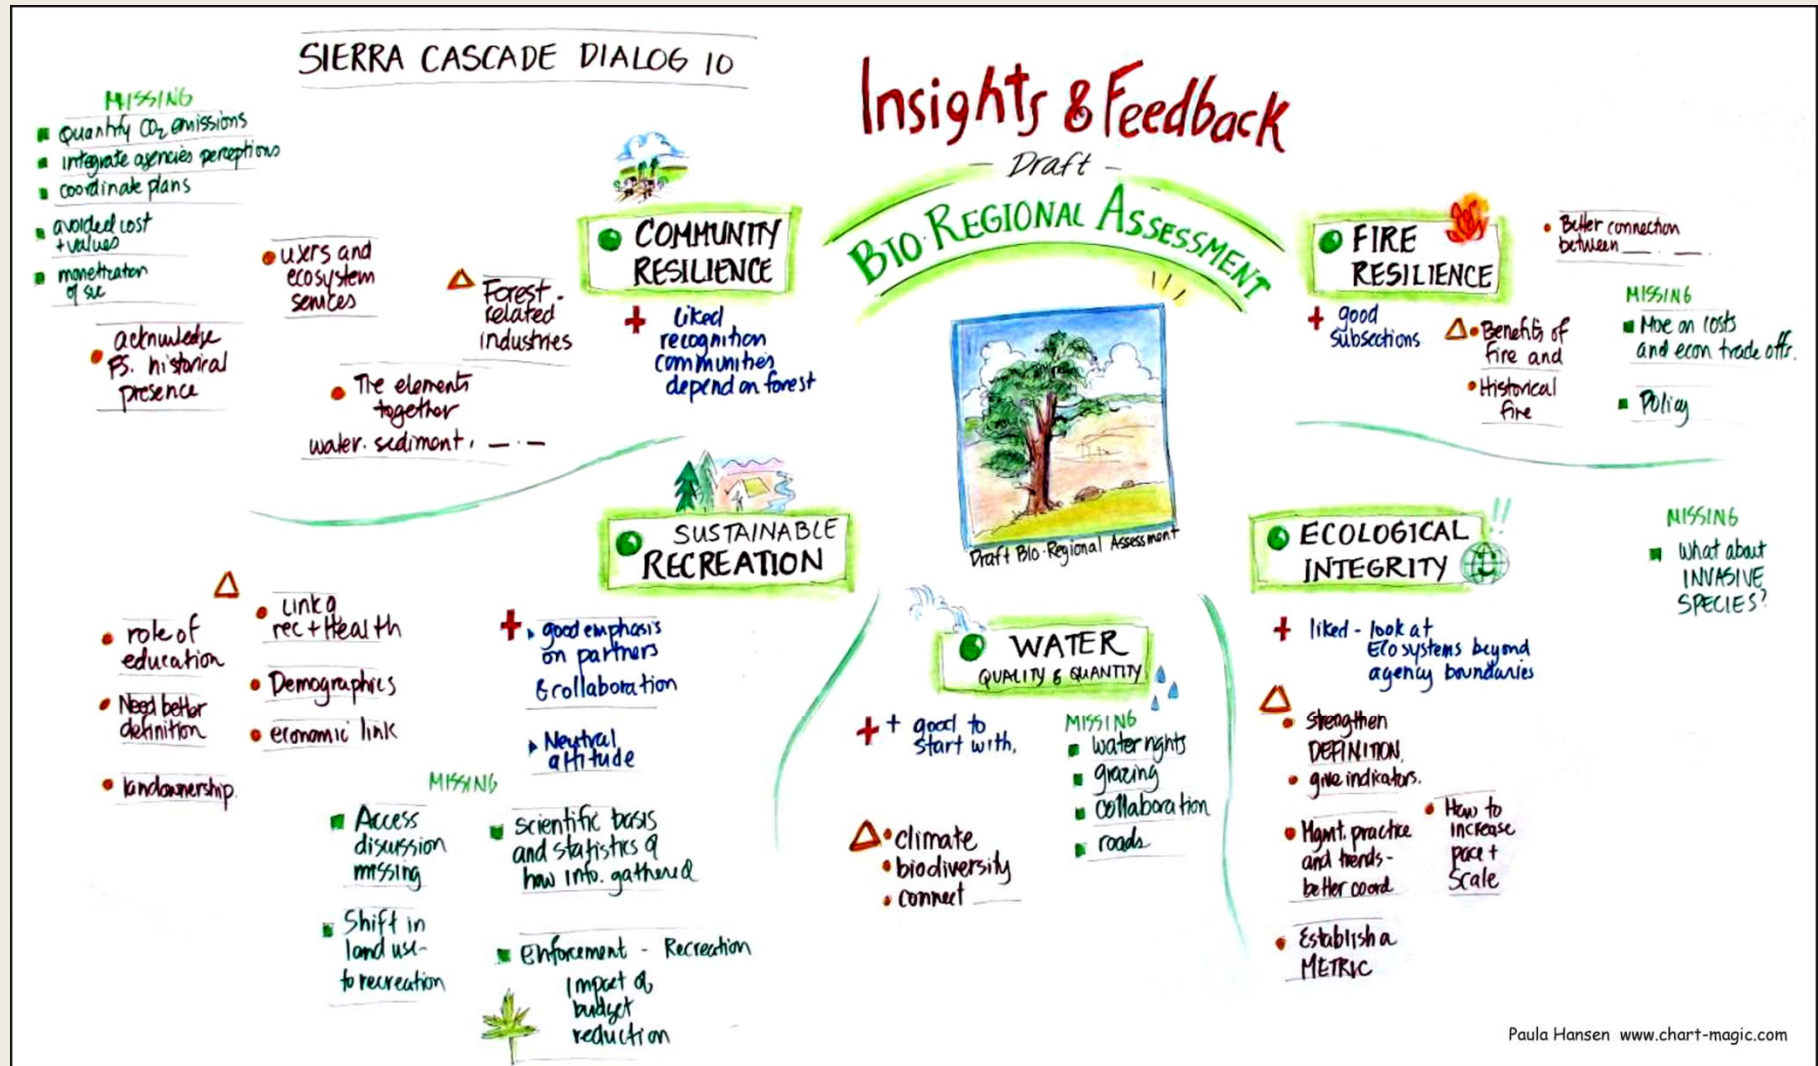 SIERRA CASCADE DIALOG 10
Insights & Feedback
- Draft -
BIO·REGIONAL ASSESSMENT
Draft Bio·Regional Assessment
COMMUNITY
RESILIENCE
+ liked
recognition
communities
depend on forest
Forest-
related
industries
users and
ecosystem
services
The elements
together
water. sediment.
acknowledge
FS. historical
presence
MISSING
Quantify CO2 emissions
integrate agencies perceptions
coordinate plans
avoided cost
+ values
of
FIRE
RESILIENCE
+ good
subsections
Benefits of
fire and
Historical
fire
Better connection
between
MISSING
Moe on costs
and econ trade offs.
Policy
SUSTAINABLE
RECREATION
+ good emphasis
on partners
& collaboration
Neutral
attitude
role of
education
Need better
definition
landownership.
Link
rec + Health
Demographics
economic link
MISSING
Access
discussion
missing
Shift in
land use-
to recreation
scientific basis
and statistics of
how info. gathered
Enforcement - Recreation
Impact of
budget
reduction
WATER
QUALITY & QUANTITY
+ + good to
start with.
climate
biodiversity
connect
MISSING
water rights
grazing
collaboration
roads
ECOLOGICAL
INTEGRITY
!!
+ liked - look at
Ecosystems beyond
agency boundaries
strengthen
DEFINITION.
give indicators.
Mgmt. practice
and trends-
better coord
Establish a
METRIC
How to
increase
pace +
Scale
MISSING
What about
INVASIVE
SPECIES?
Paula Hansen www.chart-magic.com